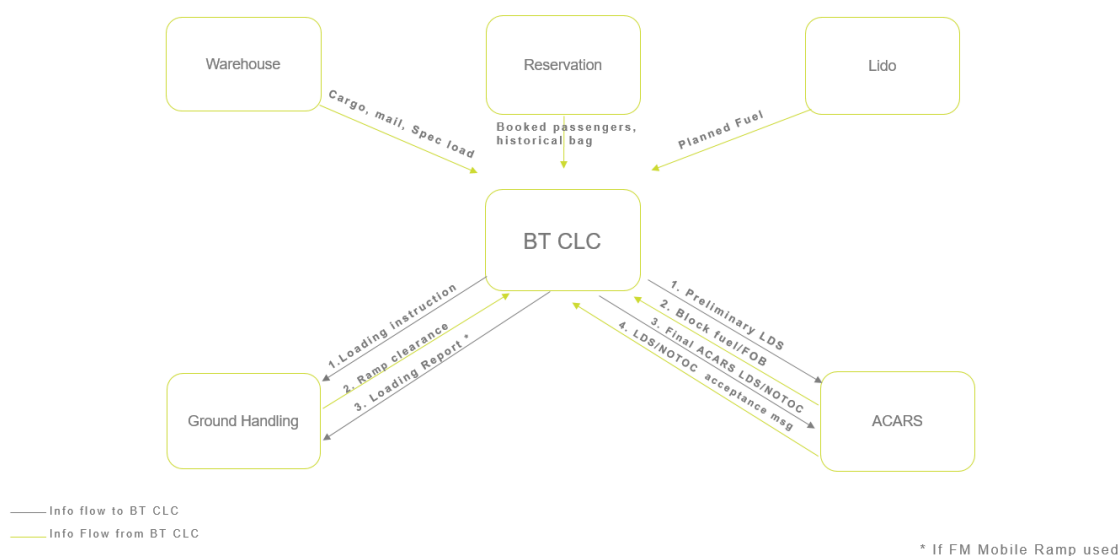 Warehouse
Reservation
Lido
Cargo, mail, Spec load
Booked passengers,
historical bag
Planned Fuel
BT CLC
1.Loading instruction
2. Ramp clearance
3. Loading Report *
1. Preliminary LDS
2. Block fuel/FOB
3. Final ACARS LDS/NOTOC
4. LDS/NOTOC acceptance msg
Ground Handling
ACARS
Info flow to BT CLC
Info Flow from BT CLC
* If FM Mobile Ramp used